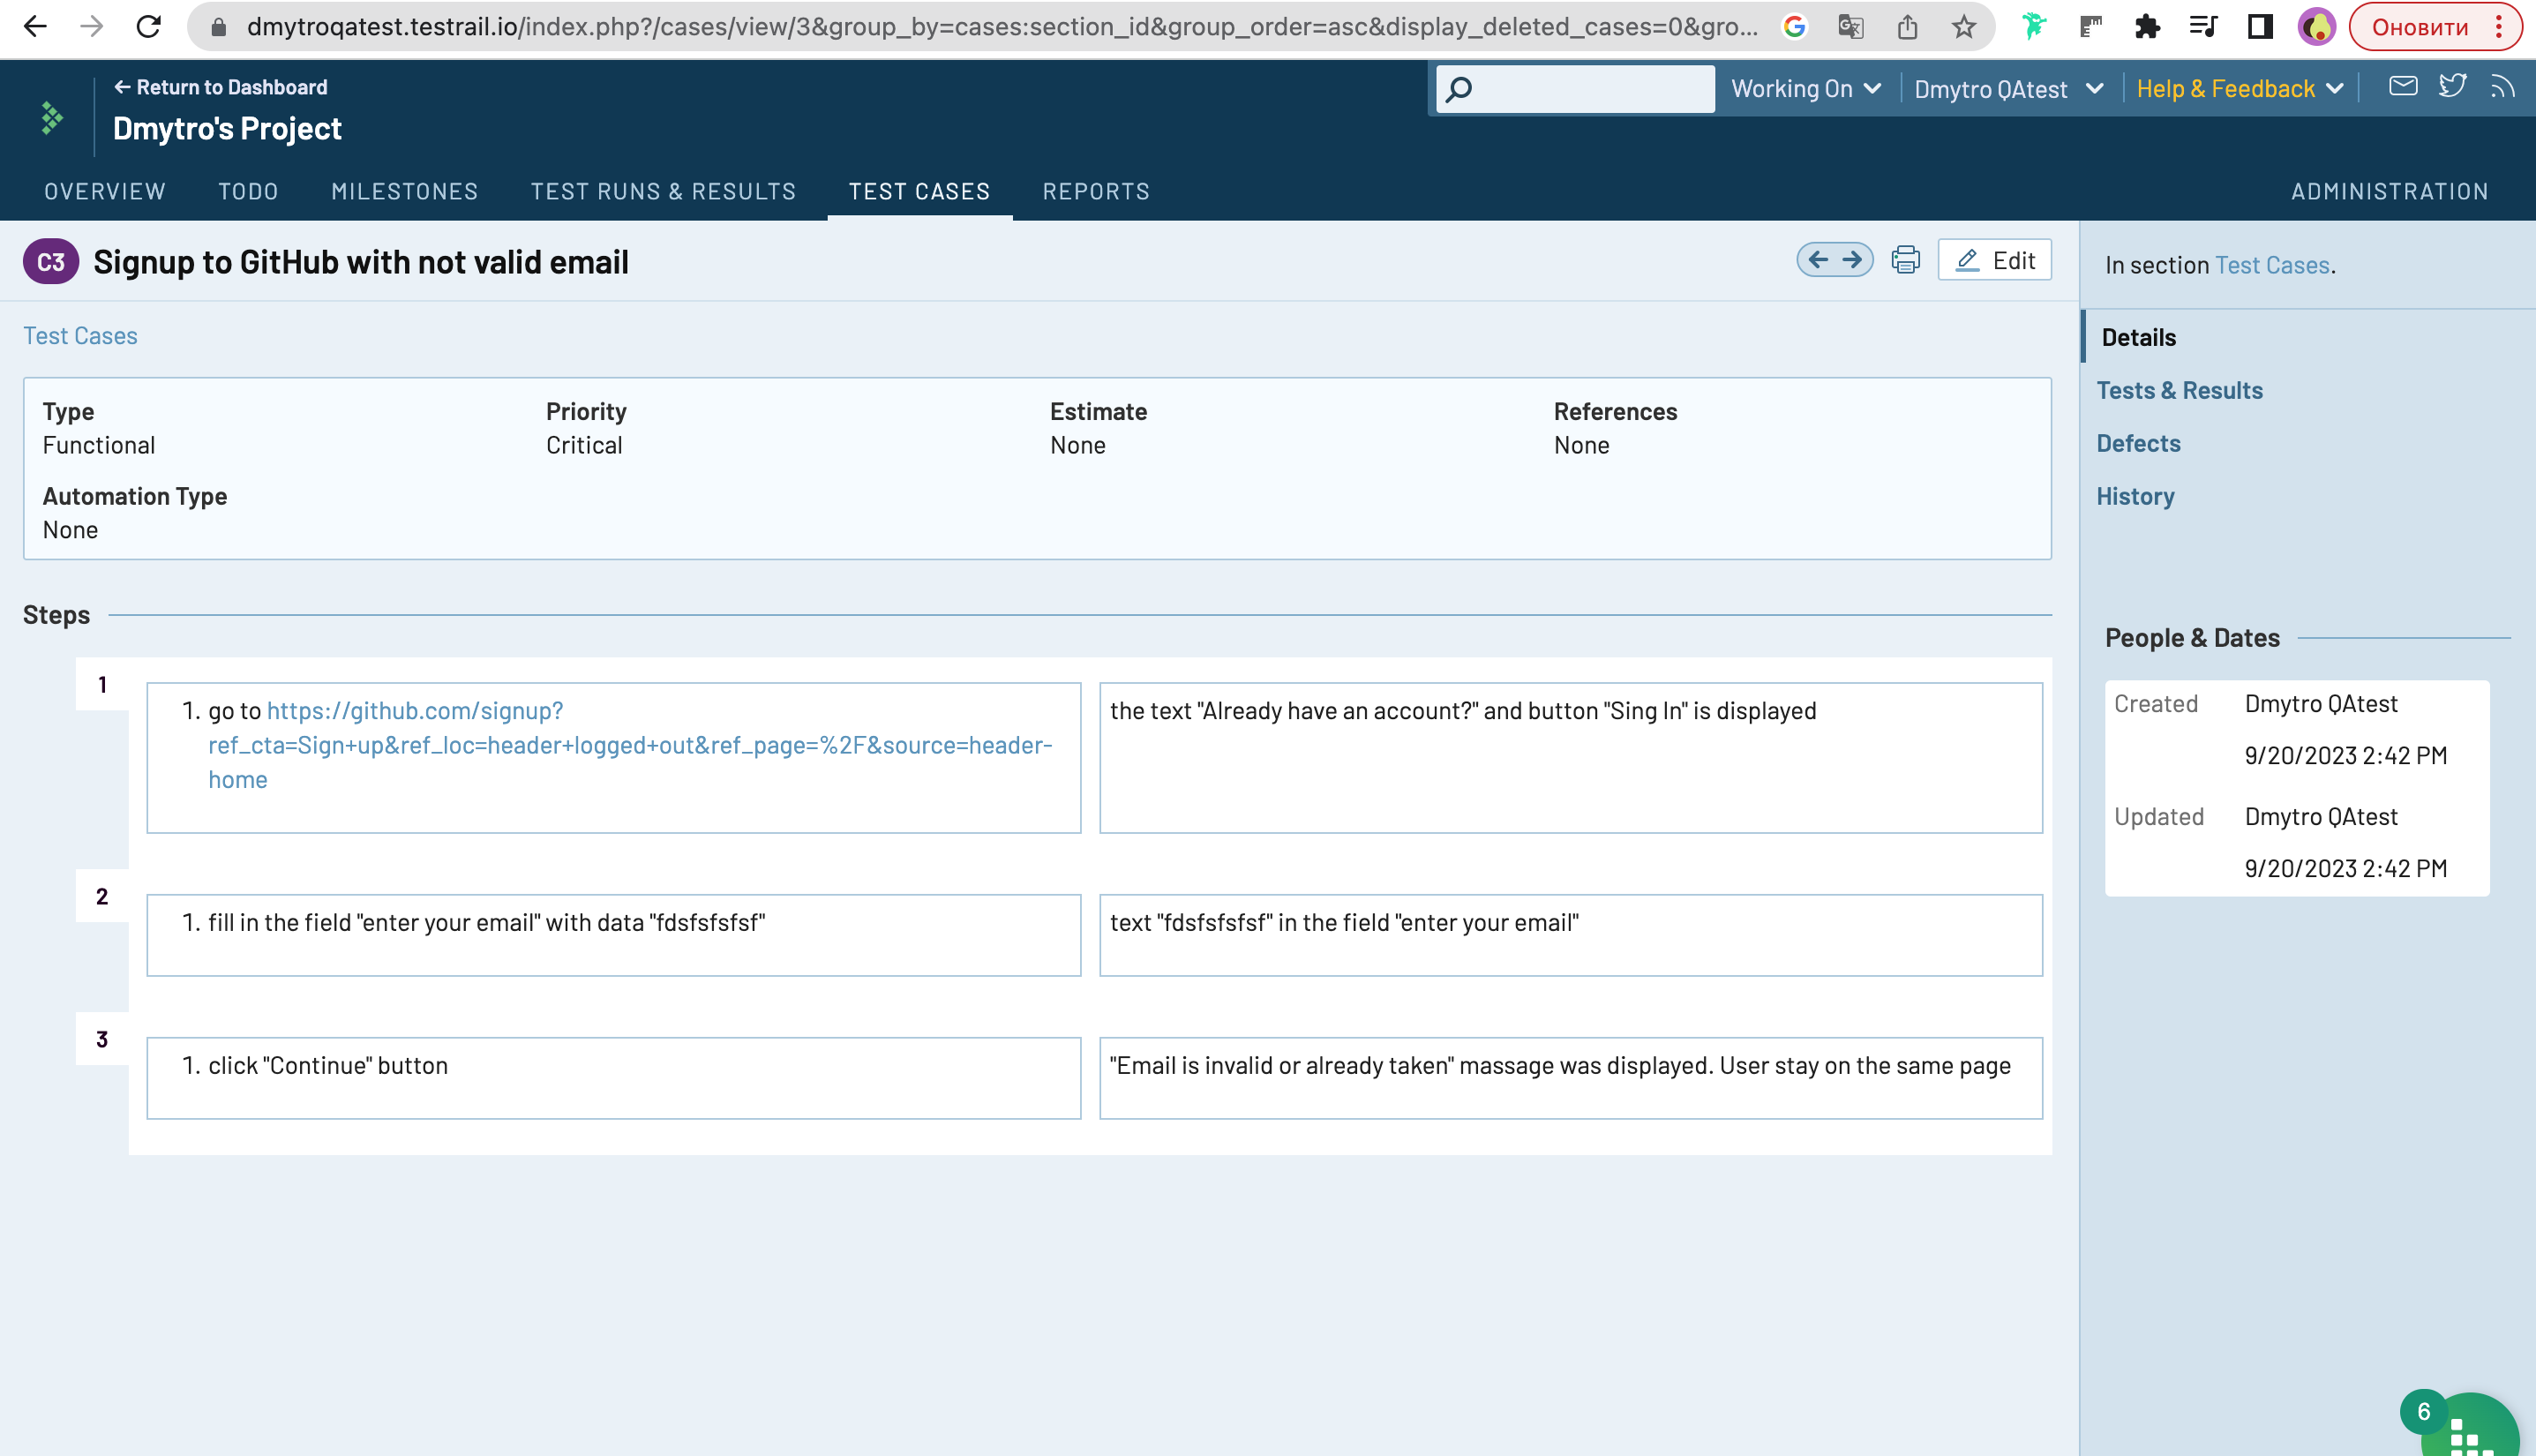 dmytroqatest.testrail.io/index.php?/cases/view/3&group_by=cases:section_id&group_order=asc&display_deleted_cases=0&gro...
Оновити
← Return to Dashboard
Dmytro's Project
Working On
Dmytro QAtest
Help & Feedback
OVERVIEW
TODO
MILESTONES
TEST RUNS & RESULTS
TEST CASES
REPORTS
ADMINISTRATION
C3
Signup to GitHub with not valid email
Edit
Test Cases
Type
Functional
Priority
Critical
Estimate
None
References
None
Automation Type
None
Steps
1
1. go to https://github.com/signup?
ref_cta=Sign+up&ref_loc=header+logged+out&ref_page=%2F&source=header-
home
the text "Already have an account?" and button "Sing In" is displayed
2
1. fill in the field "enter your email" with data "fdsfsfsfsf"
text "fdsfsfsfsf" in the field "enter your email"
3
1. click "Continue" button
"Email is invalid or already taken" massage was displayed. User stay on the same page
In section Test Cases.
Details
Tests & Results
Defects
History
People & Dates
Created
Dmytro QAtest
9/20/2023 2:42 PM
Updated
Dmytro QAtest
9/20/2023 2:42 PM
6